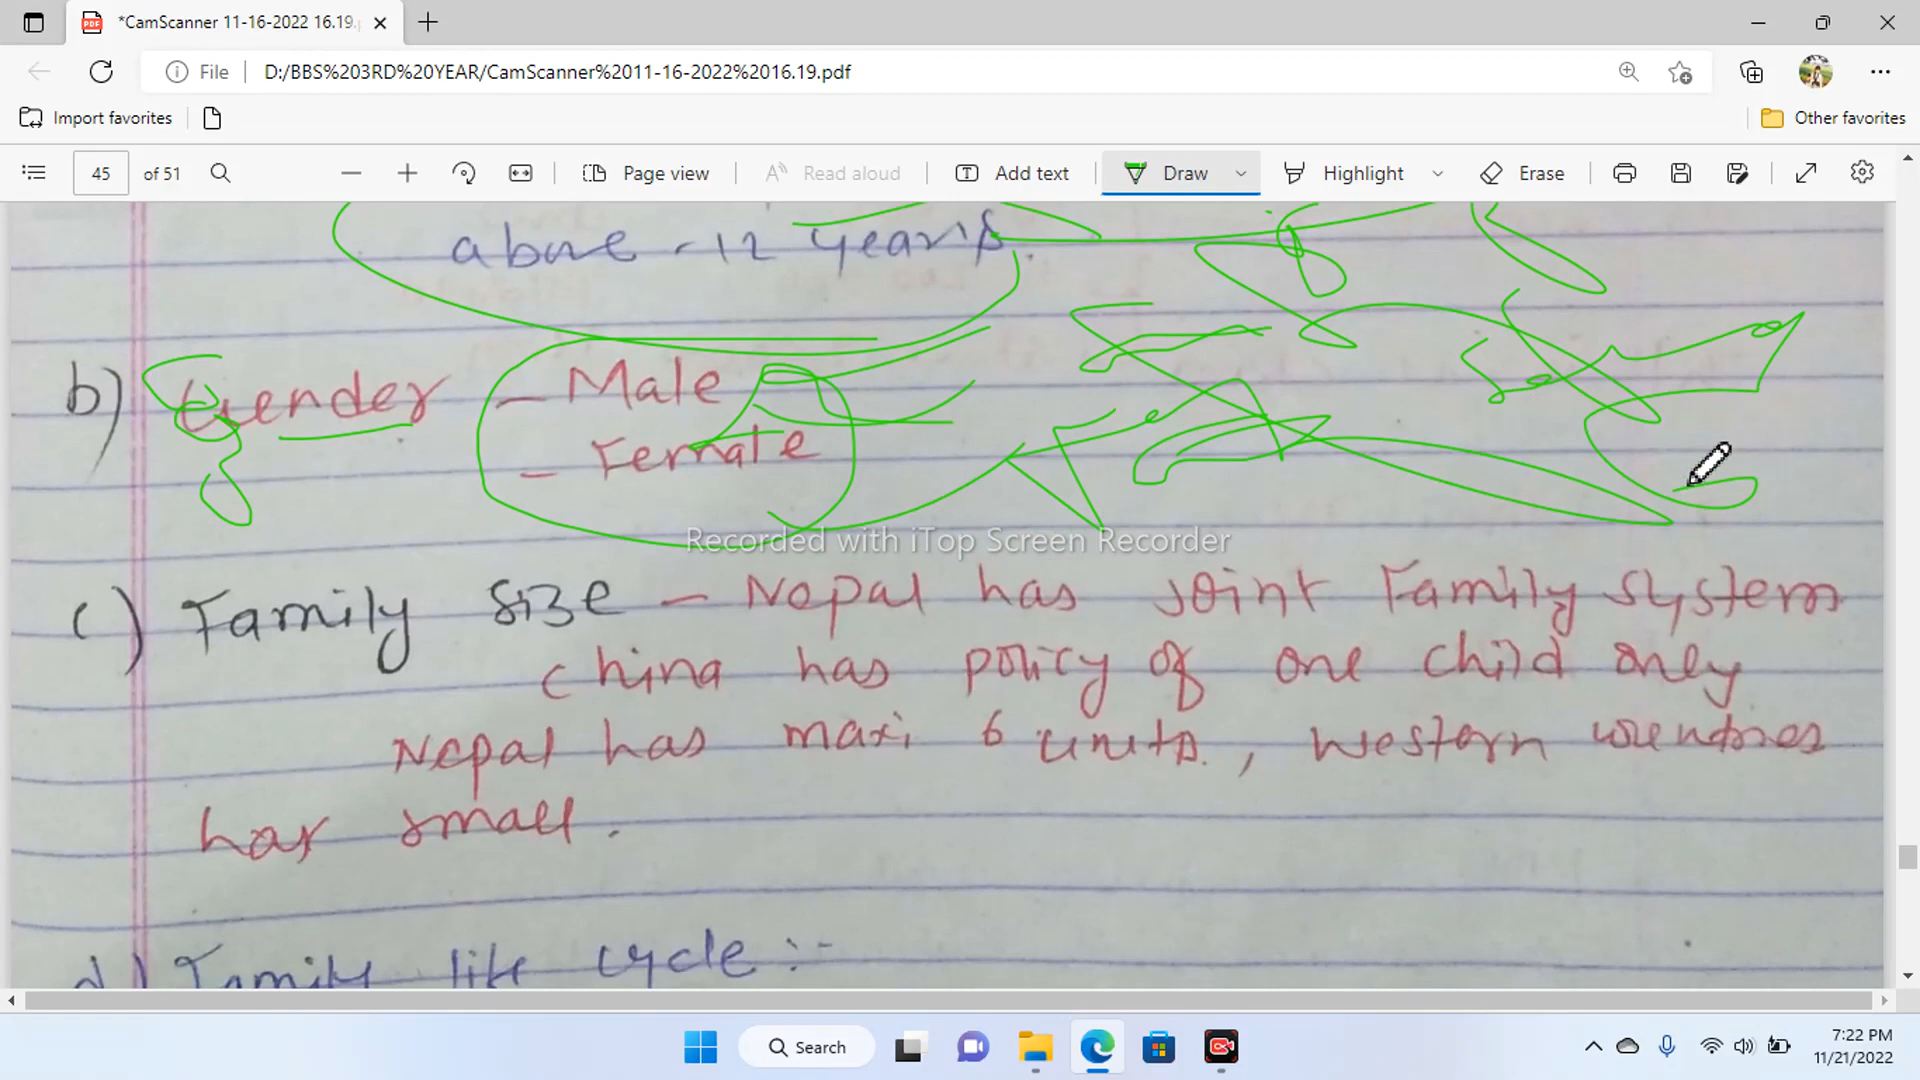 *CamScanner 11-16-2022 16.19.p
File
D:/BBS%203RD%20YEAR/CamScanner%2011-16-2022%2016.19.pdf
Import favorites
Other favorites
45 of 51
Page view
Read aloud
Add text
Draw
Highlight
Erase
above -12 years.
b) Gender - Male
- Female
Recorded with iTop Screen Recorder
c) Family size - Nepal has Joint Family system
China has policy of one child only
Nepal has maxi 6 units, Western countries
has small.
d) Family life cycle :-
Search
7:22 PM
11/21/2022